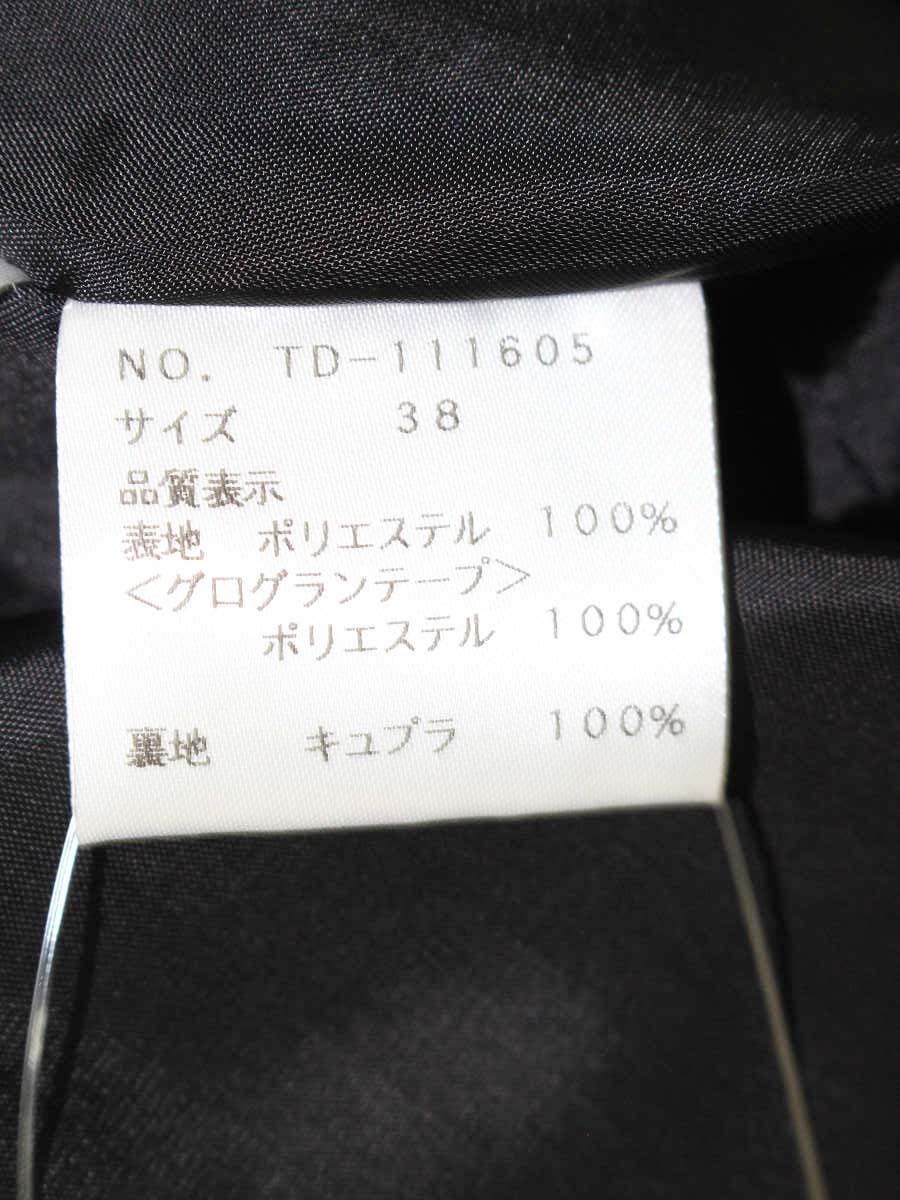 NO. TD-111605
サイズ 38
品質表示
表地 ポリエステル 100%
<グログランテープ>
ポリエステル 100%
裏地 キュプラ 100%